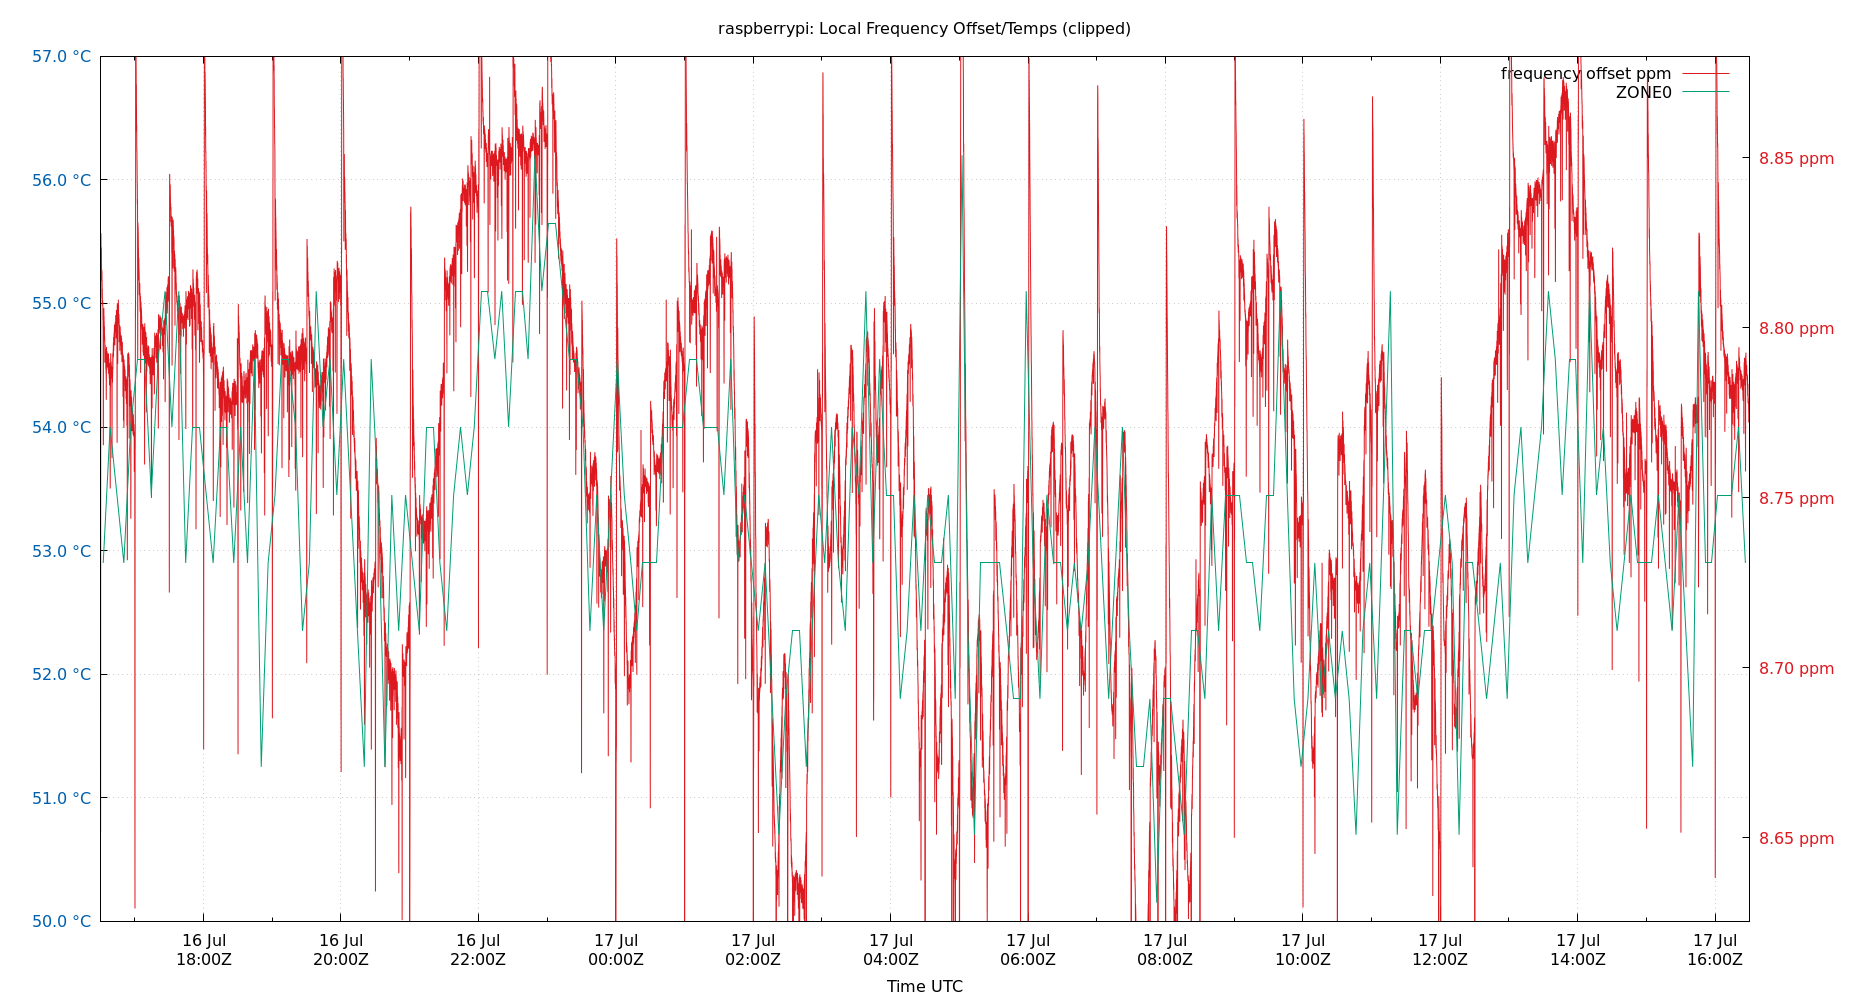 raspberrypi: Local Frequency Offset/Temps (clipped)
57.0 °C
56.0 °C
55.0 °C
54.0 °C
53.0 °C
52.0 °C
51.0 °C
50.0 °C
frequency offset ppm
ZONE0
8.85 ppm
8.80 ppm
8.75 ppm
8.70 ppm
8.65 ppm
16 Jul
18:00Z
16 Jul
20:00Z
16 Jul
22:00Z
17 Jul
00:00Z
17 Jul
02:00Z
17 Jul
04:00Z
17 Jul
06:00Z
17 Jul
08:00Z
17 Jul
10:00Z
17 Jul
12:00Z
17 Jul
14:00Z
17 Jul
16:00Z
Time UTC